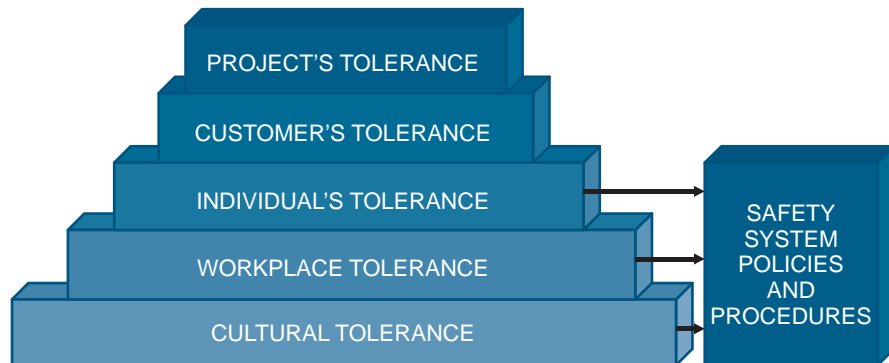 PROJECT’S TOLERANCE
CUSTOMER’S TOLERANCE
INDIVIDUAL’S TOLERANCE
WORKPLACE TOLERANCE
CULTURAL TOLERANCE
SAFETY
SYSTEM
POLICIES
AND
PROCEDURES